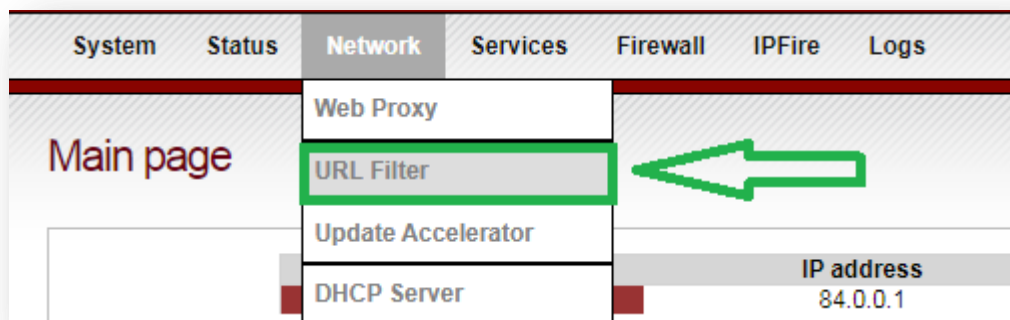 System Status Network Services Firewall IPFire Logs
Web Proxy
Main page
URL Filter
Update Accelerator
IP address
DHCP Server
84.0.0.1